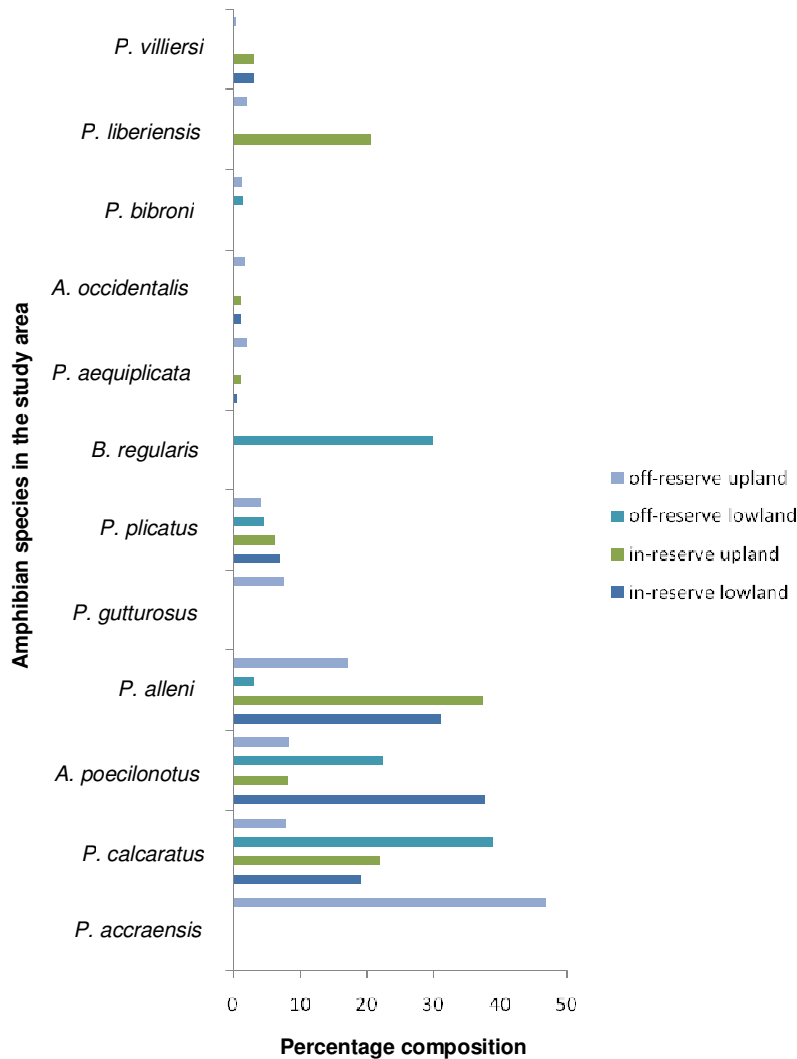 P. villiersi
P. liberiensis
P. bibroni
A. occidentalis
P. aequiplicata
B. regularis
P. plicatus
P. gutturosus
P. alleni
A. poecilonotus
P. calcaratus
P. accraensis
Amphibian species in the study area
off-reserve upland
off-reserve lowland
in-reserve upland
in-reserve lowland
0 10 20 30 40 50
Percentage composition